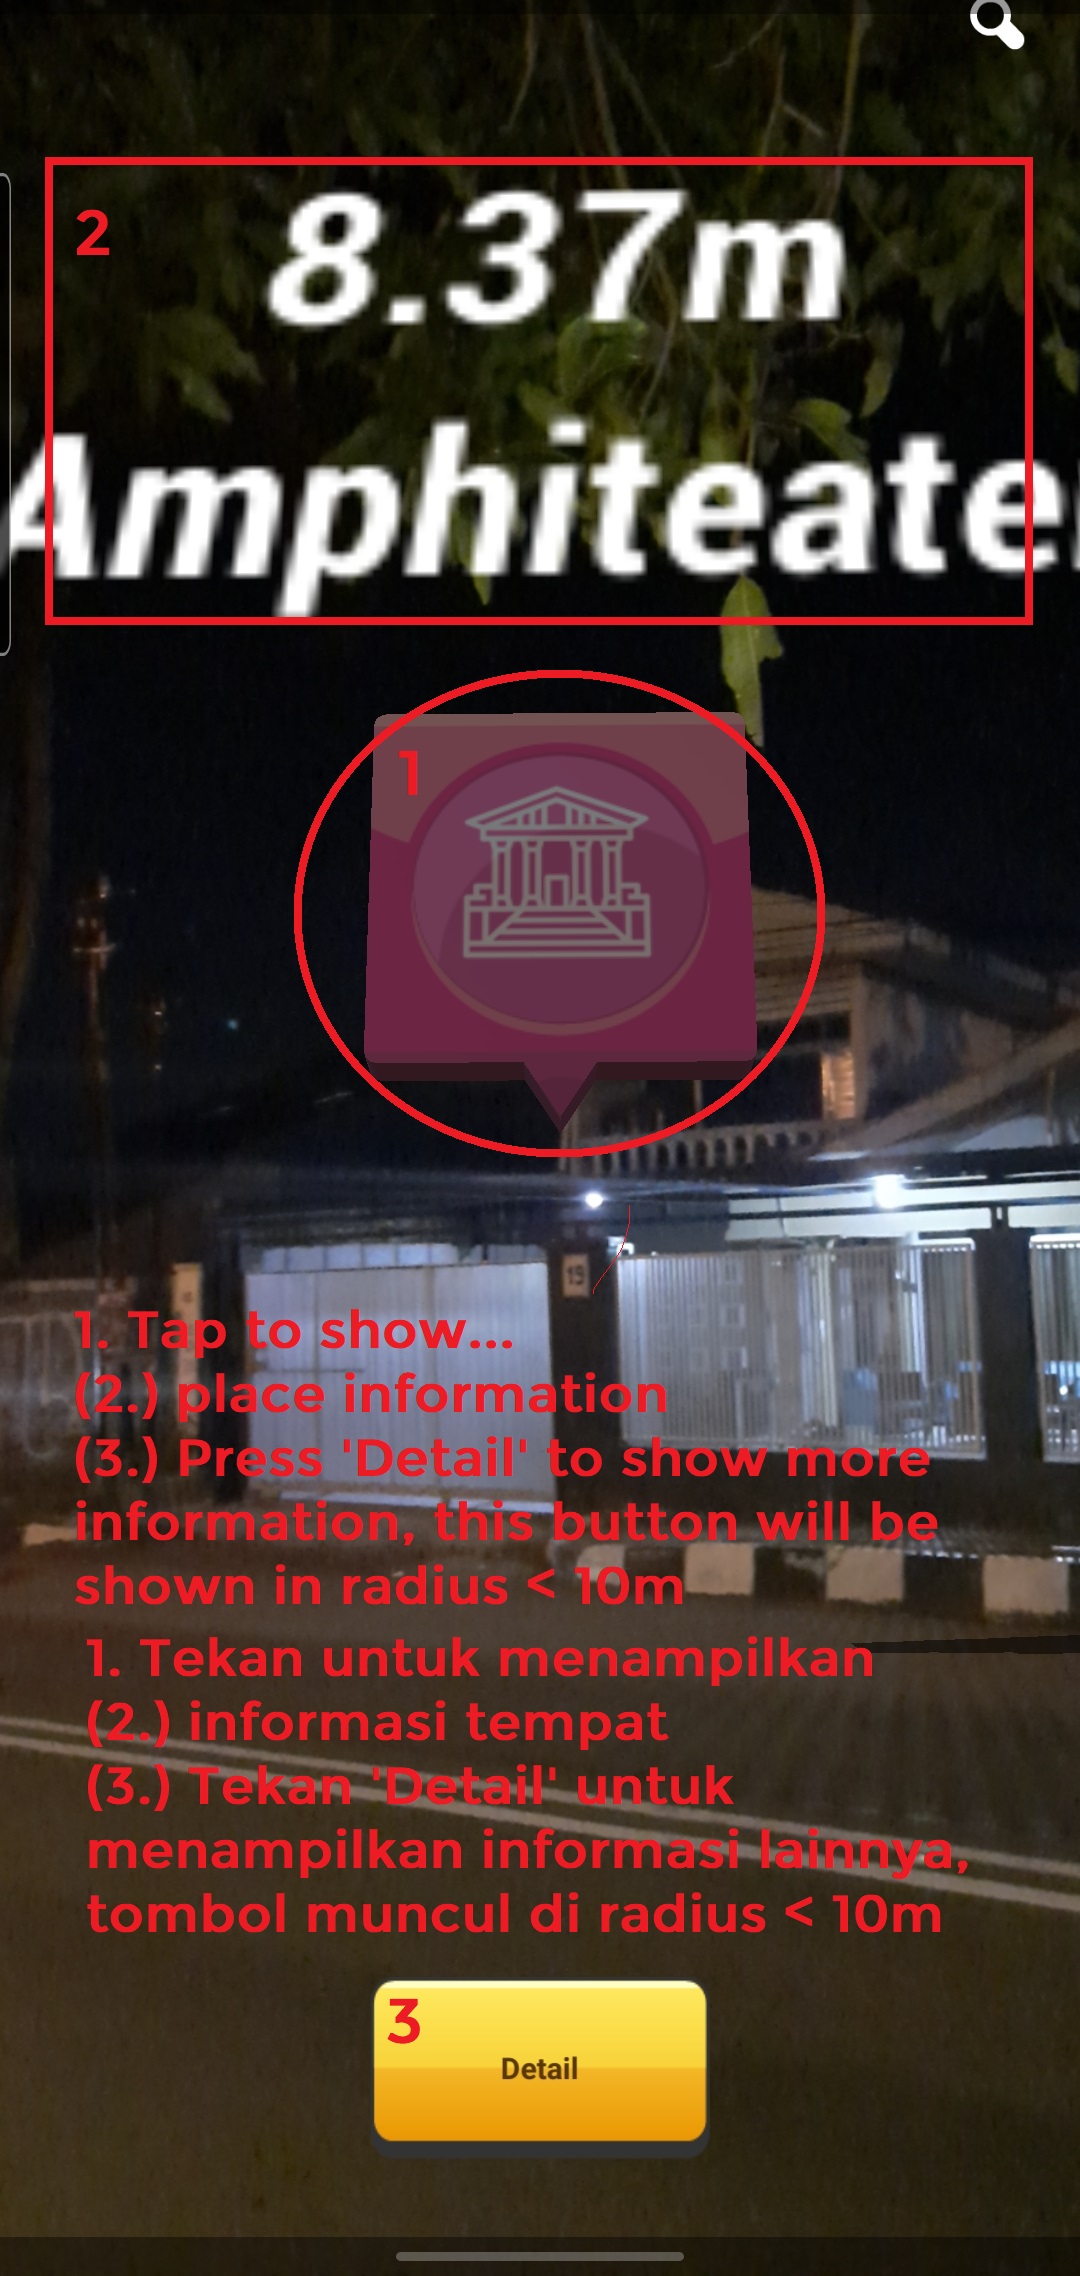 2
8.37m
Amphiteater
1
19
1. Tap to show...
(2.) place information
(3.) Press 'Detail' to show more
information, this button will be
shown in radius < 10m
1. Tekan untuk menampilkan
(2.) informasi tempat
(3.) Tekan 'Detail' untuk
menampilkan informasi lainnya,
tombol muncul di radius < 10m
3
Detail